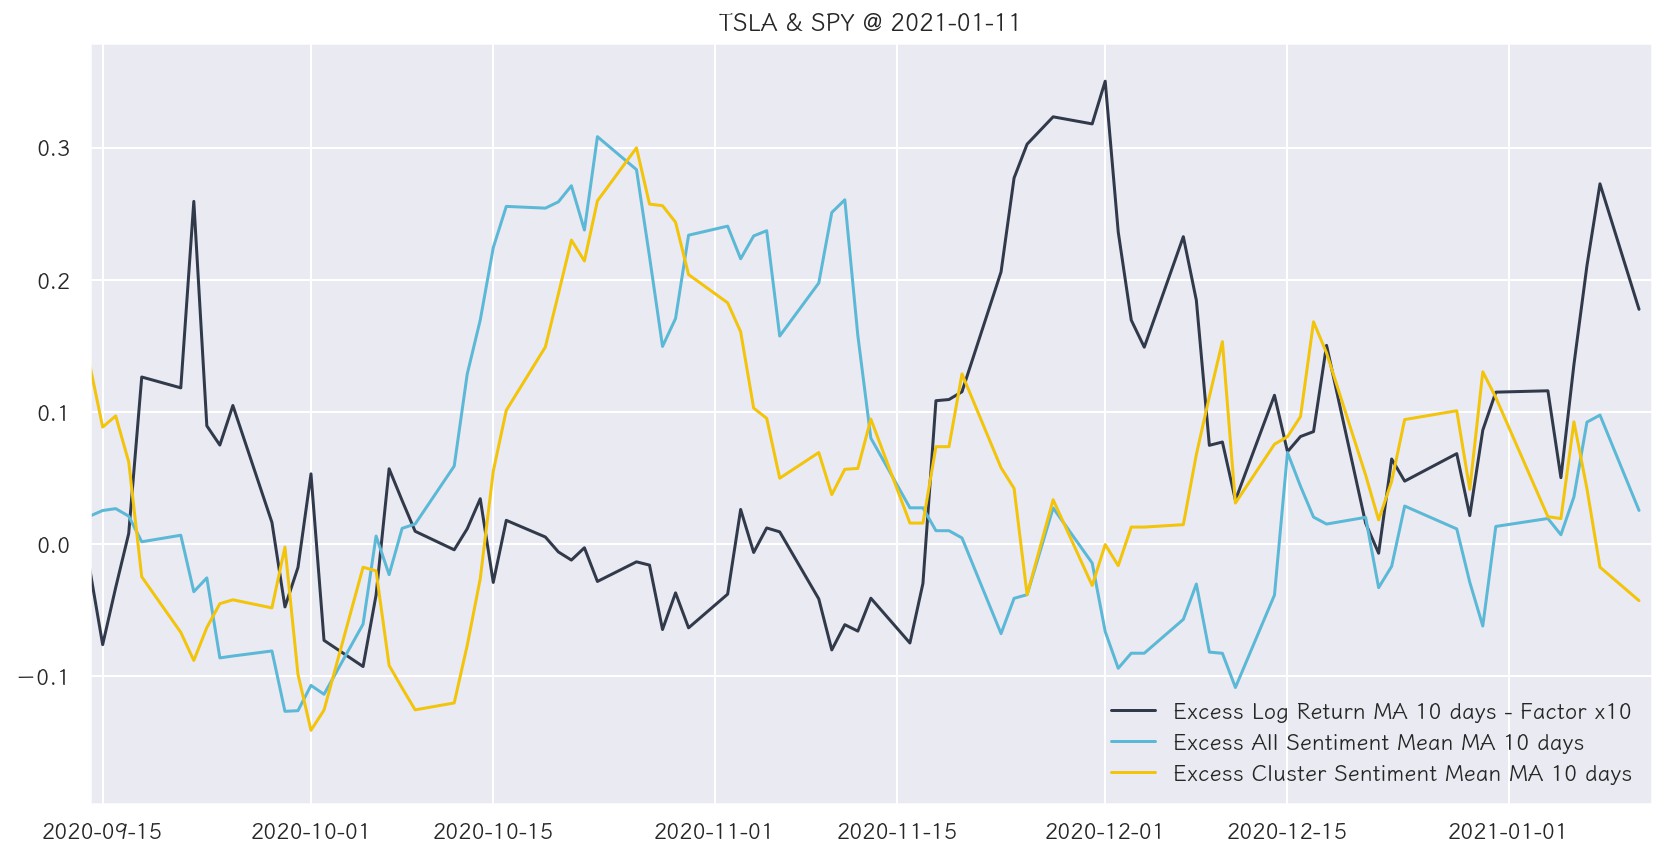 TSLA & SPY @ 2021-01-11
0.3
0.2
0.1
0.0
−0.1
Excess Log Return MA 10 days - Factor x10
Excess All Sentiment Mean MA 10 days
Excess Cluster Sentiment Mean MA 10 days
2020-09-15 2020-10-01 2020-10-15 2020-11-01 2020-11-15 2020-12-01 2020-12-15 2021-01-01